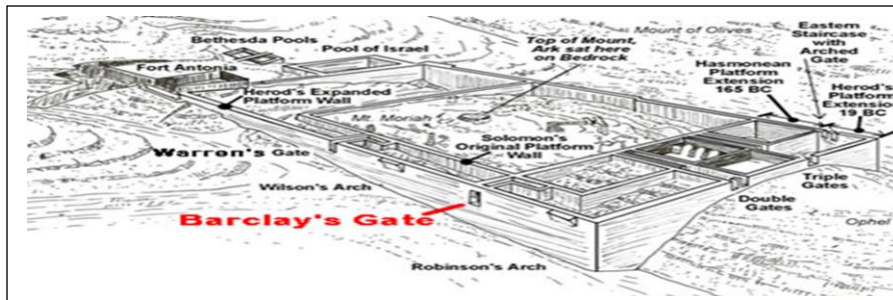 Bethesda Pools
Pool of Israel
Top of Mount,
Ark sat here
on Bedrock
Mount of Olives
Eastern
Staircase
with
Arched
Gate
Hasmonean
Platform
Extension
165 BC
Herod's
Platform
Extension
19 BC
Fort Antonia
Herod's Expanded
Platform Wall
Mt. Moriah
Solomon's
Original Platform
Wall
Warren's Gate
Wilson's Arch
Barclay's Gate
Robinson's Arch
Double
Gates
Triple
Gates
Ophel